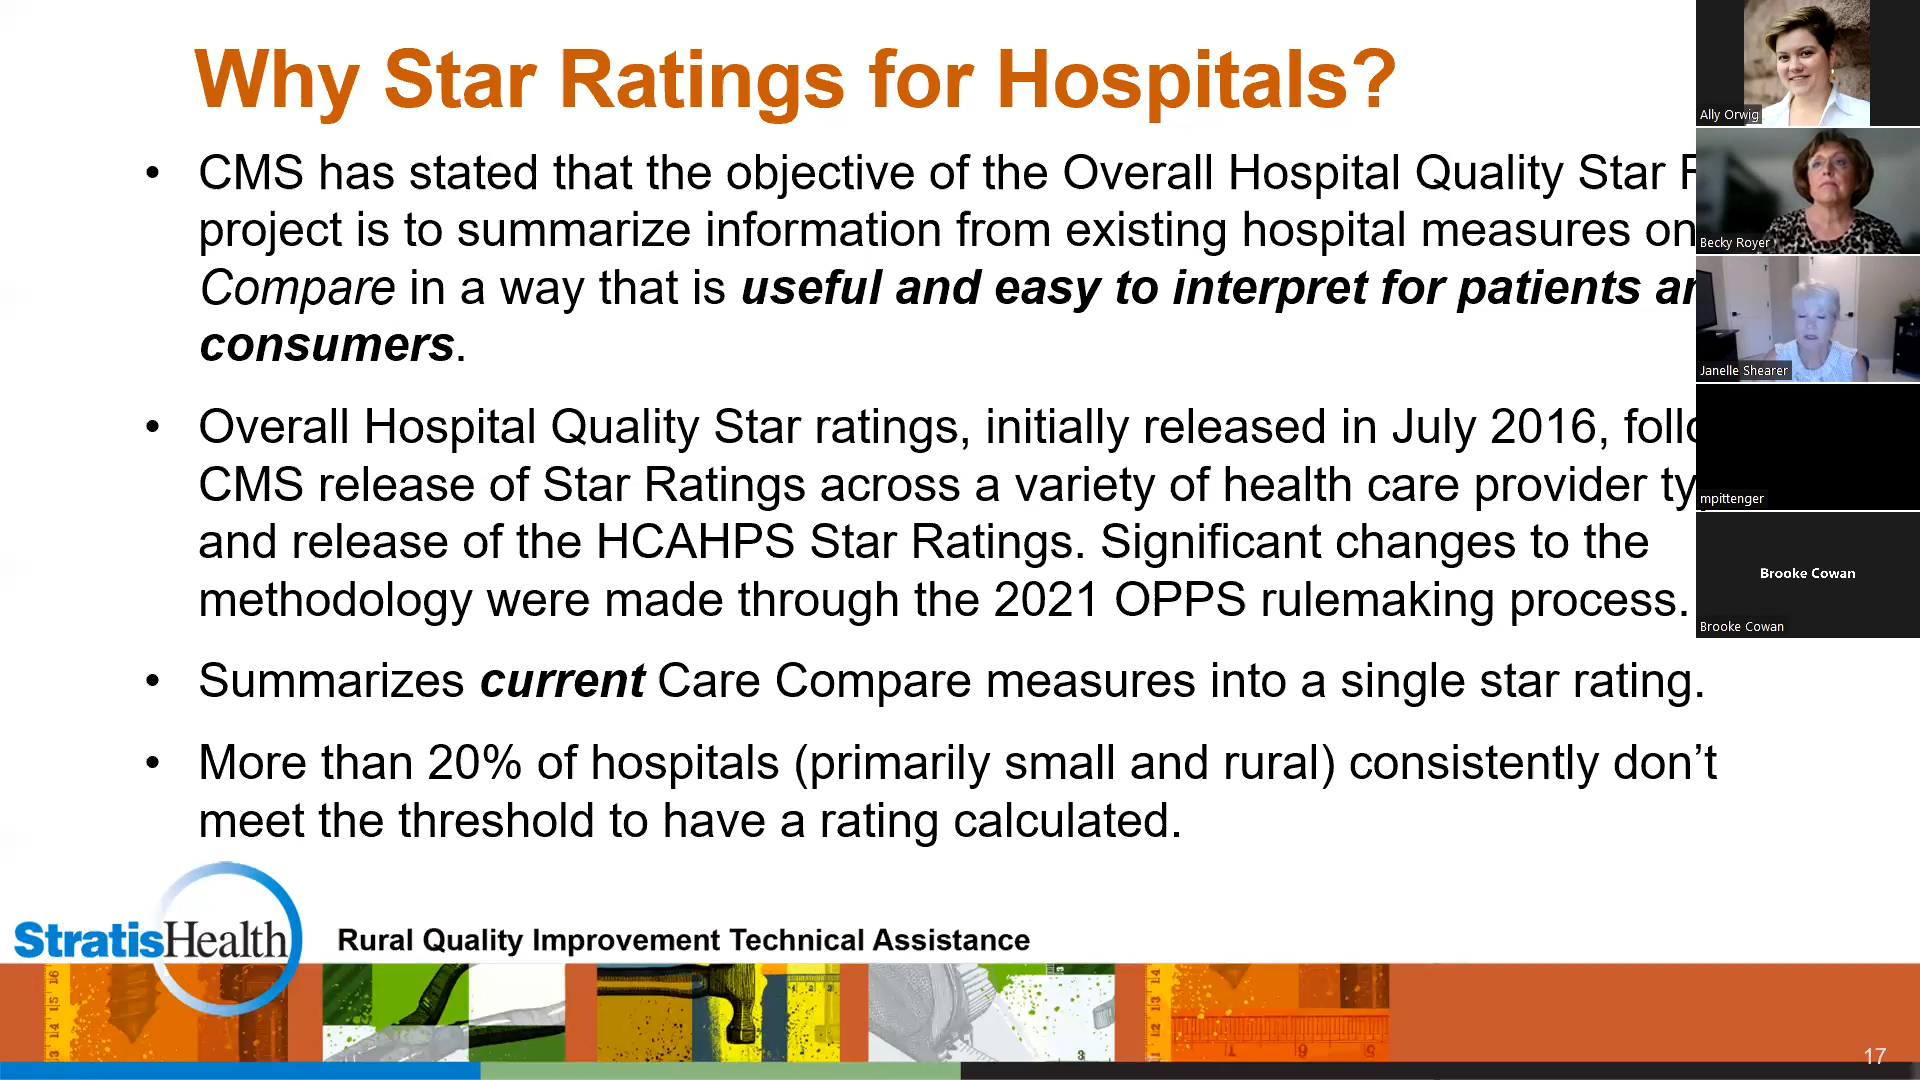 Why Star Ratings for Hospitals?
• CMS has stated that the objective of the Overall Hospital Quality Star
project is to summarize information from existing hospital measures on
Compare in a way that is useful and easy to interpret for patients
consumers.
• Overall Hospital Quality Star ratings, initially released in July 2016,
CMS release of Star Ratings across a variety of health care provider
and release of the HCAHPS Star Ratings. Significant changes to the
methodology were made through the 2021 OPPS rulemaking process.
• Summarizes current Care Compare measures into a single star rating.
• More than 20% of hospitals (primarily small and rural) consistently don’t
meet the threshold to have a rating calculated.
StratisHealth
Rural Quality Improvement Technical Assistance
17
Ally Orwig
Becky Royer
Janelle Shearer
mpittenger
Brooke Cowan
Brooke Cowan